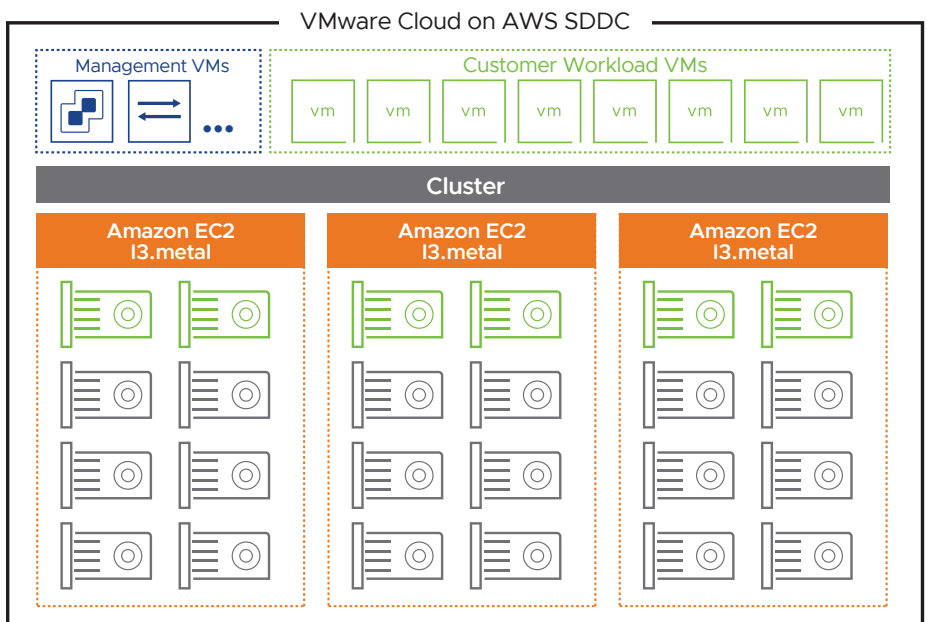 VMware Cloud on AWS SDDC
Management VMs
Customer Workload VMs
vm vm vm vm vm vm vm vm
Cluster
Amazon EC2
I3.metal
Amazon EC2
I3.metal
Amazon EC2
I3.metal